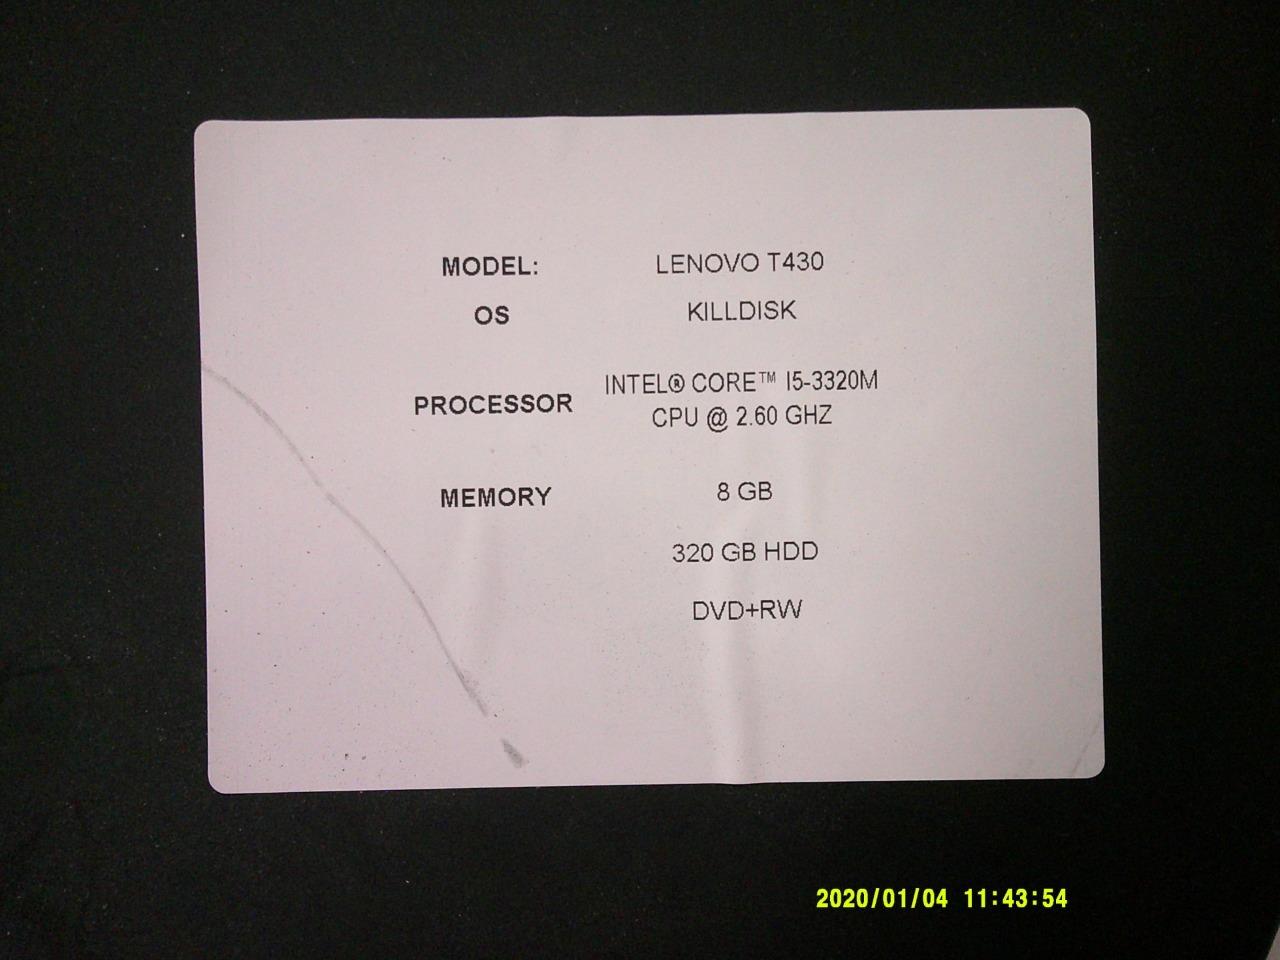 MODEL: LENOVO T430
OS KILLDISK
PROCESSOR INTEL® CORE™ I5-3320M
CPU @ 2.60 GHZ
MEMORY 8 GB
320 GB HDD
DVD+RW
2020/01/04 11:43:54